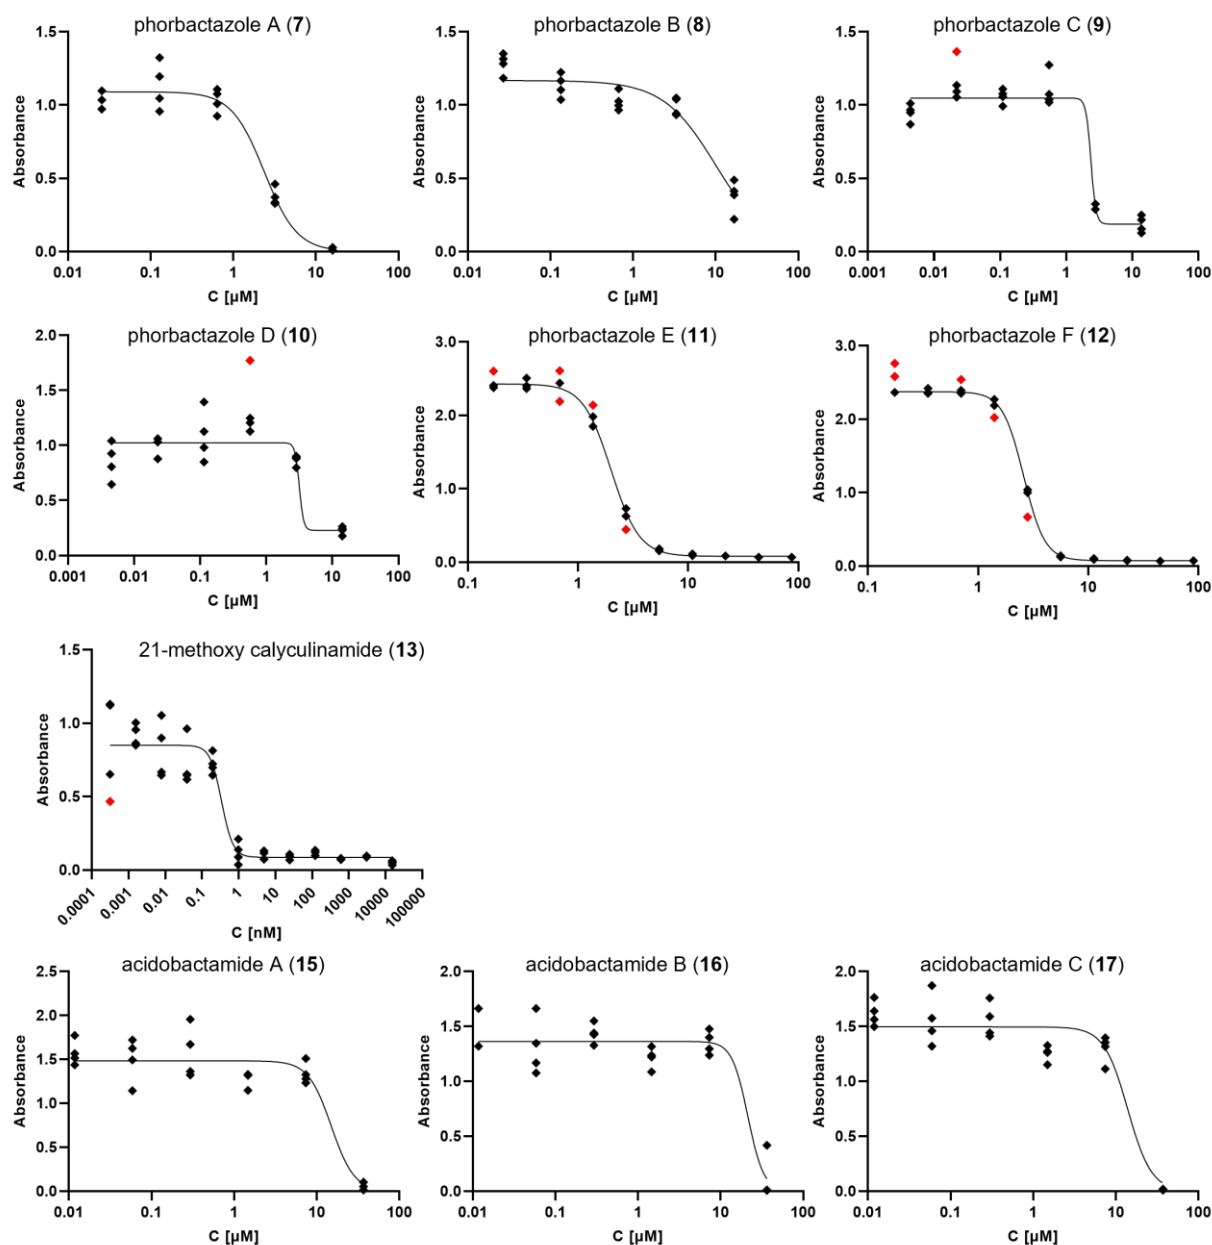 phorbactazole A (7)
1.5
1.0
0.5
0.0
Absorbance
0.01 0.1 1 10 100
C [µM]
phorbactazole B (8)
1.5
1.0
0.5
0.0
Absorbance
0.01 0.1 1 10 100
C [µM]
phorbactazole C (9)
1.5
1.0
0.5
0.0
Absorbance
0.001 0.01 0.1 1 10 100
C [µM]
phorbactazole D (10)
2.0
1.5
1.0
0.5
0.0
Absorbance
0.001 0.01 0.1 1 10 100
C [µM]
phorbactazole E (11)
3.0
2.0
1.0
0.0
Absorbance
0.1 1 10 100
C [µM]
phorbactazole F (12)
3.0
2.0
1.0
0.0
Absorbance
0.1 1 10 100
C [µM]
21-methoxy calyculinamide (13)
1.5
1.0
0.5
0.0
Absorbance
0.0001 0.001 0.01 0.1 1 10 100 1000 10000 100000
C [nM]
acidobactamide A (15)
2.5
2.0
1.5
1.0
0.5
0.0
Absorbance
0.01 0.1 1 10 100
C [µM]
acidobactamide B (16)
2.0
1.5
1.0
0.5
0.0
Absorbance
0.01 0.1 1 10 100
C [µM]
acidobactamide C (17)
2.0
1.5
1.0
0.5
0.0
Absorbance
0.01 0.1 1 10 100
C [µM]